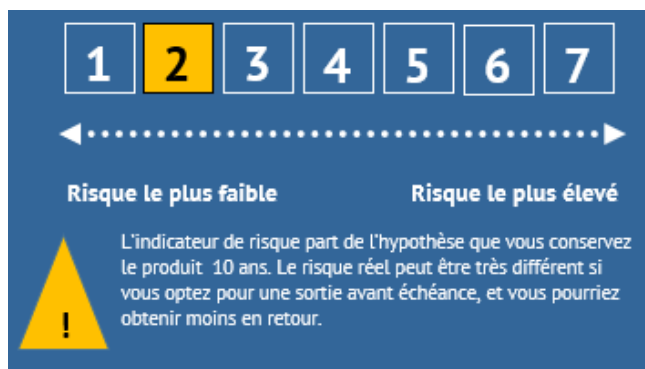 1 2 3 4 5 6 7
Risque le plus faible Risque le plus élevé
L'indicateur de risque part de l'hypothèse que vous conservez
le produit 10 ans. Le risque réel peut être très différent si
vous optez pour une sortie avant échéance, et vous pourriez
obtenir moins en retour.
!